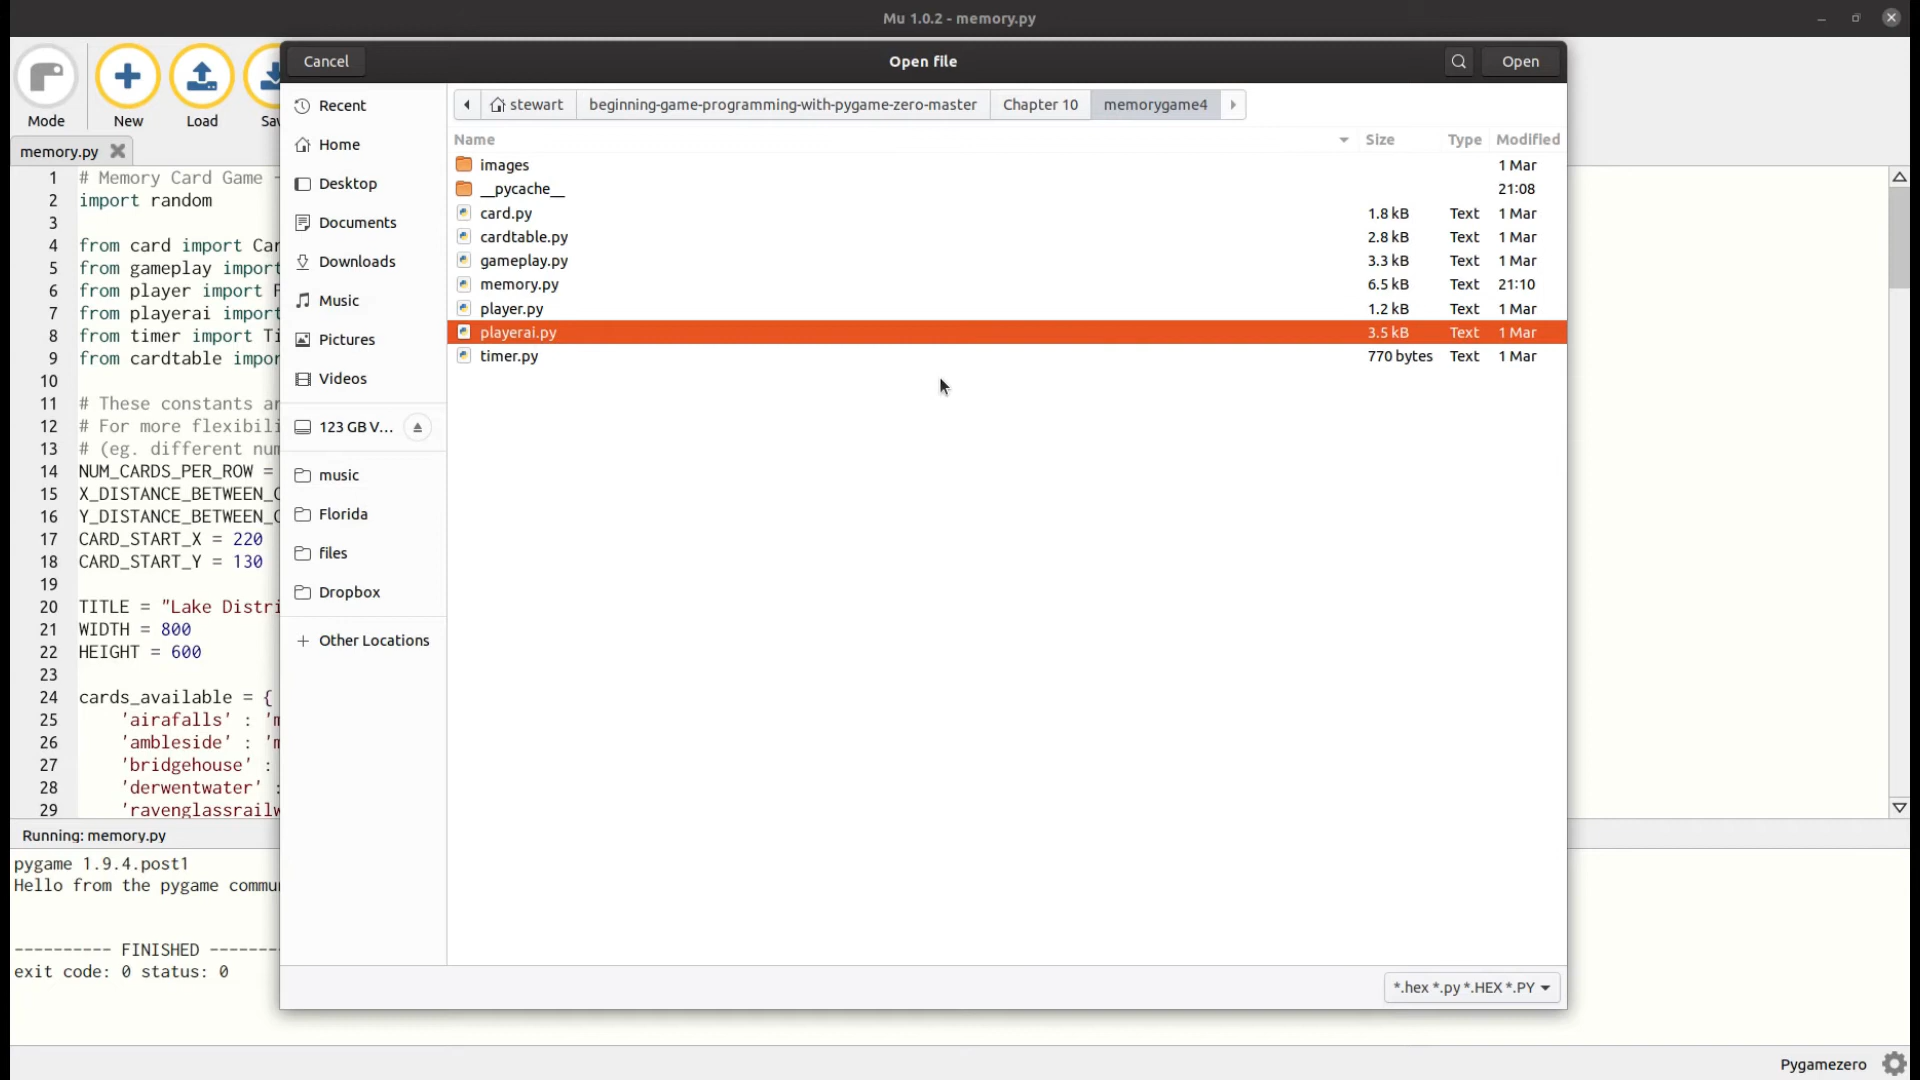 Mu 1.0.2 - memory.py
Mode
New
Load
Cancel
Open file
Open
memory.py
1 # Memory Card Game -
2 import random
3
4 from card import Car
5 from gameplay import
6 from player import
7 from playerai import
8 from timer import Ti
9 from cardtable impor
10
11 # These constants ar
12 # For more flexibili
13 # (eg. different num
14 NUM_CARDS_PER_ROW =
15 X_DISTANCE_BETWEEN_
16 Y_DISTANCE_BETWEEN_
17 CARD_START_X = 220
18 CARD_START_Y = 130
19
20 TITLE = "Lake Distri
21 WIDTH = 800
22 HEIGHT = 600
23
24 cards_available = {
25 'airafalls' : '
26 'ambleside' : '
27 'bridgehouse' :
28 'derwentwater' :
29 'ravenglassrailw
Recent
Home
Desktop
Documents
Downloads
Music
Pictures
Videos
123 GB V...
music
Florida
files
Dropbox
Other Locations
stewart beginning-game-programming-with-pygame-zero-master Chapter 10 memorygame4
Name Size Type Modified
images 1 Mar
__pycache__ 21:08
card.py 1.8 kB Text 1 Mar
cardtable.py 2.8 kB Text 1 Mar
gameplay.py 3.3 kB Text 1 Mar
memory.py 6.5 kB Text 21:10
player.py 1.2 kB Text 1 Mar
playerai.py 3.5 kB Text 1 Mar
timer.py 770 bytes Text 1 Mar
*.hex *.py *.HEX *.PY
Running: memory.py
pygame 1.9.4.post1
Hello from the pygame commu
---------- FINISHED -------
exit code: 0 status: 0
Pygamezero